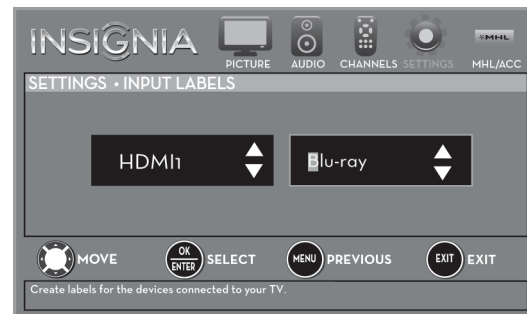 INSIGNIA
PICTURE AUDIO CHANNELS SETTINGS MHL/ACC
MHL
SETTINGS • INPUT LABELS
HDMI1 Blu-ray
MOVE OK ENTER SELECT MENU PREVIOUS EXIT EXIT
Create labels for the devices connected to your TV.